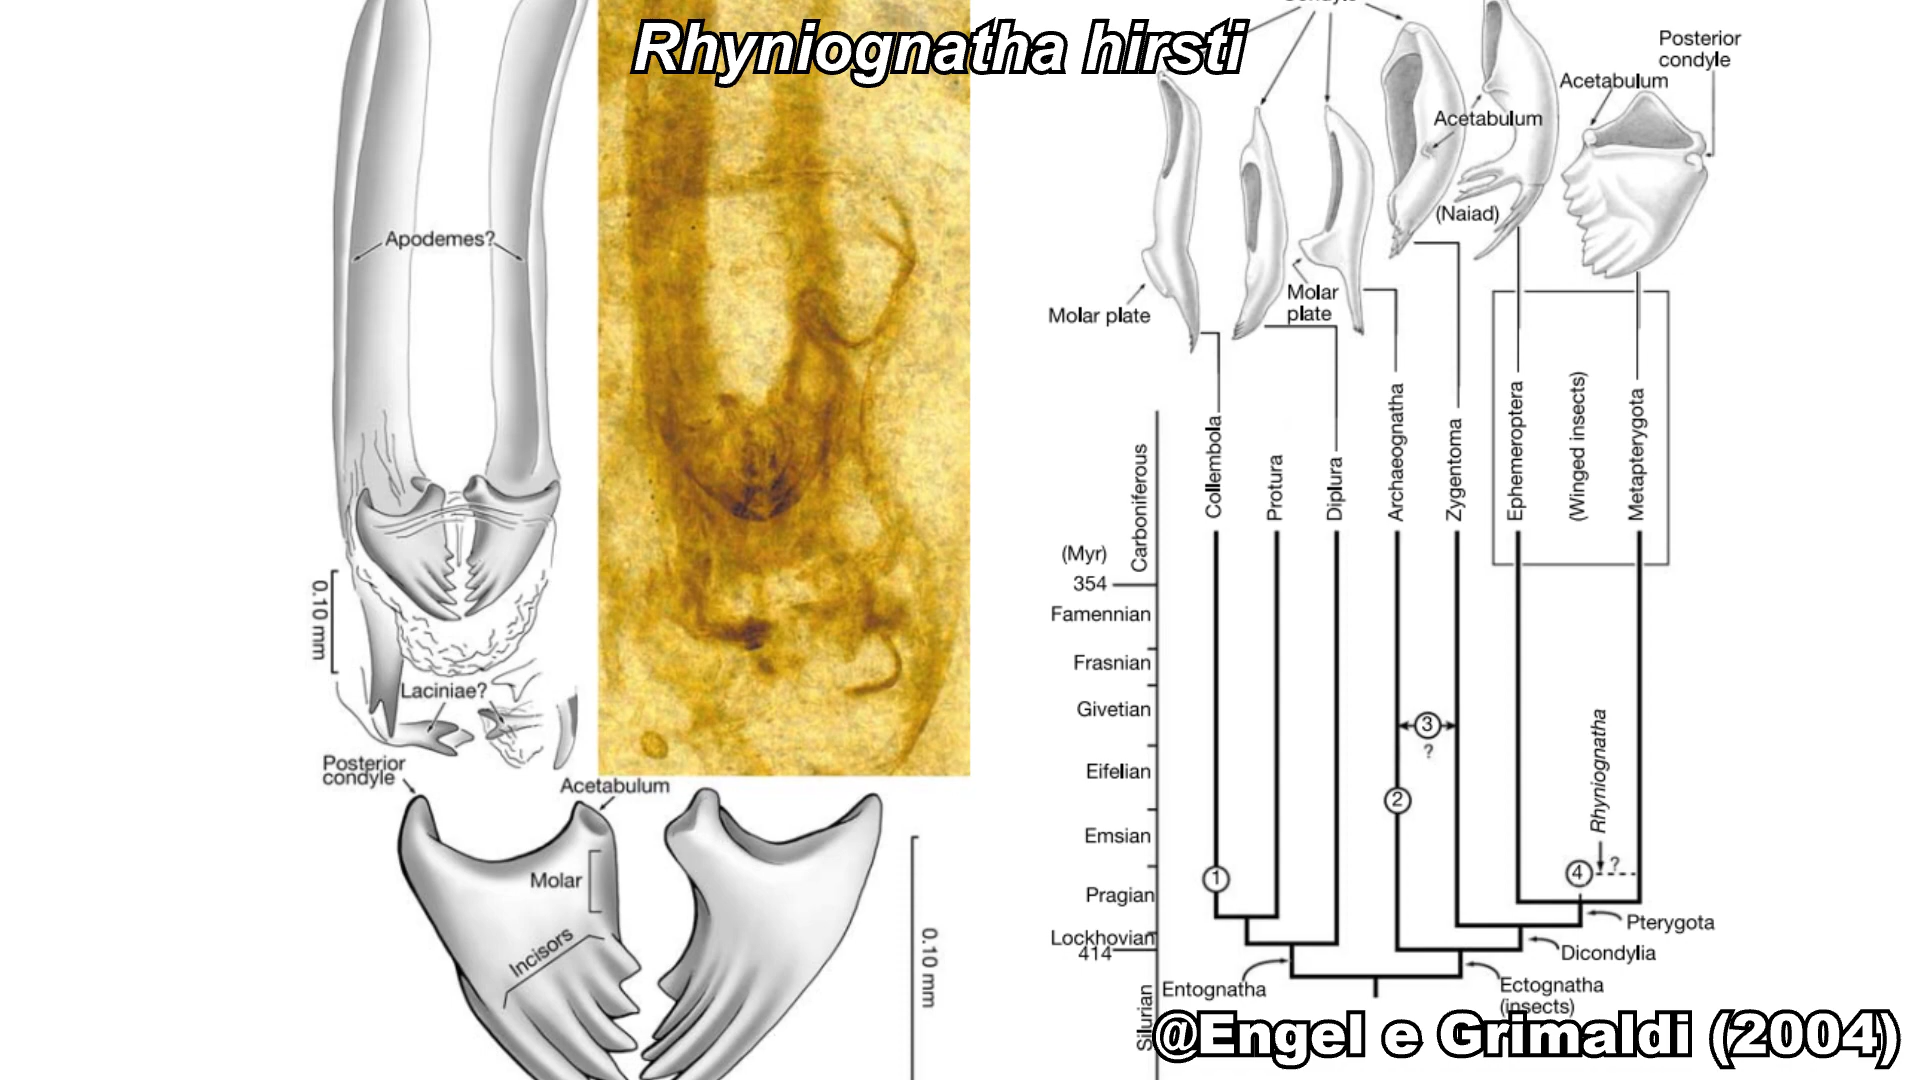 Rhyniognatha hirsti
Apodemes?
0.10 mm
Laciniae?
Posterior
condyle
Acetabulum
Molar
Incisors
0.10 mm
Posterior
condyle
Acetabulum
Acetabulum
(Naiad)
Molar
plate
Molar plate
Collembola
Protura
Diplura
Archaeognatha
Zygentoma
Ephemeroptera
(Winged insects)
Metapterygota
Carboniferous
(Myr)
354
Famennian
Frasnian
Givetian
3
?
Eifelian
2
Rhyniognatha
Emsian
1
4
?
Pragian
Pterygota
Lockhovian
414
Dicondylia
Entognatha
Ectognatha
(insects)
Silurian
@Engel e Grimaldi (2004)